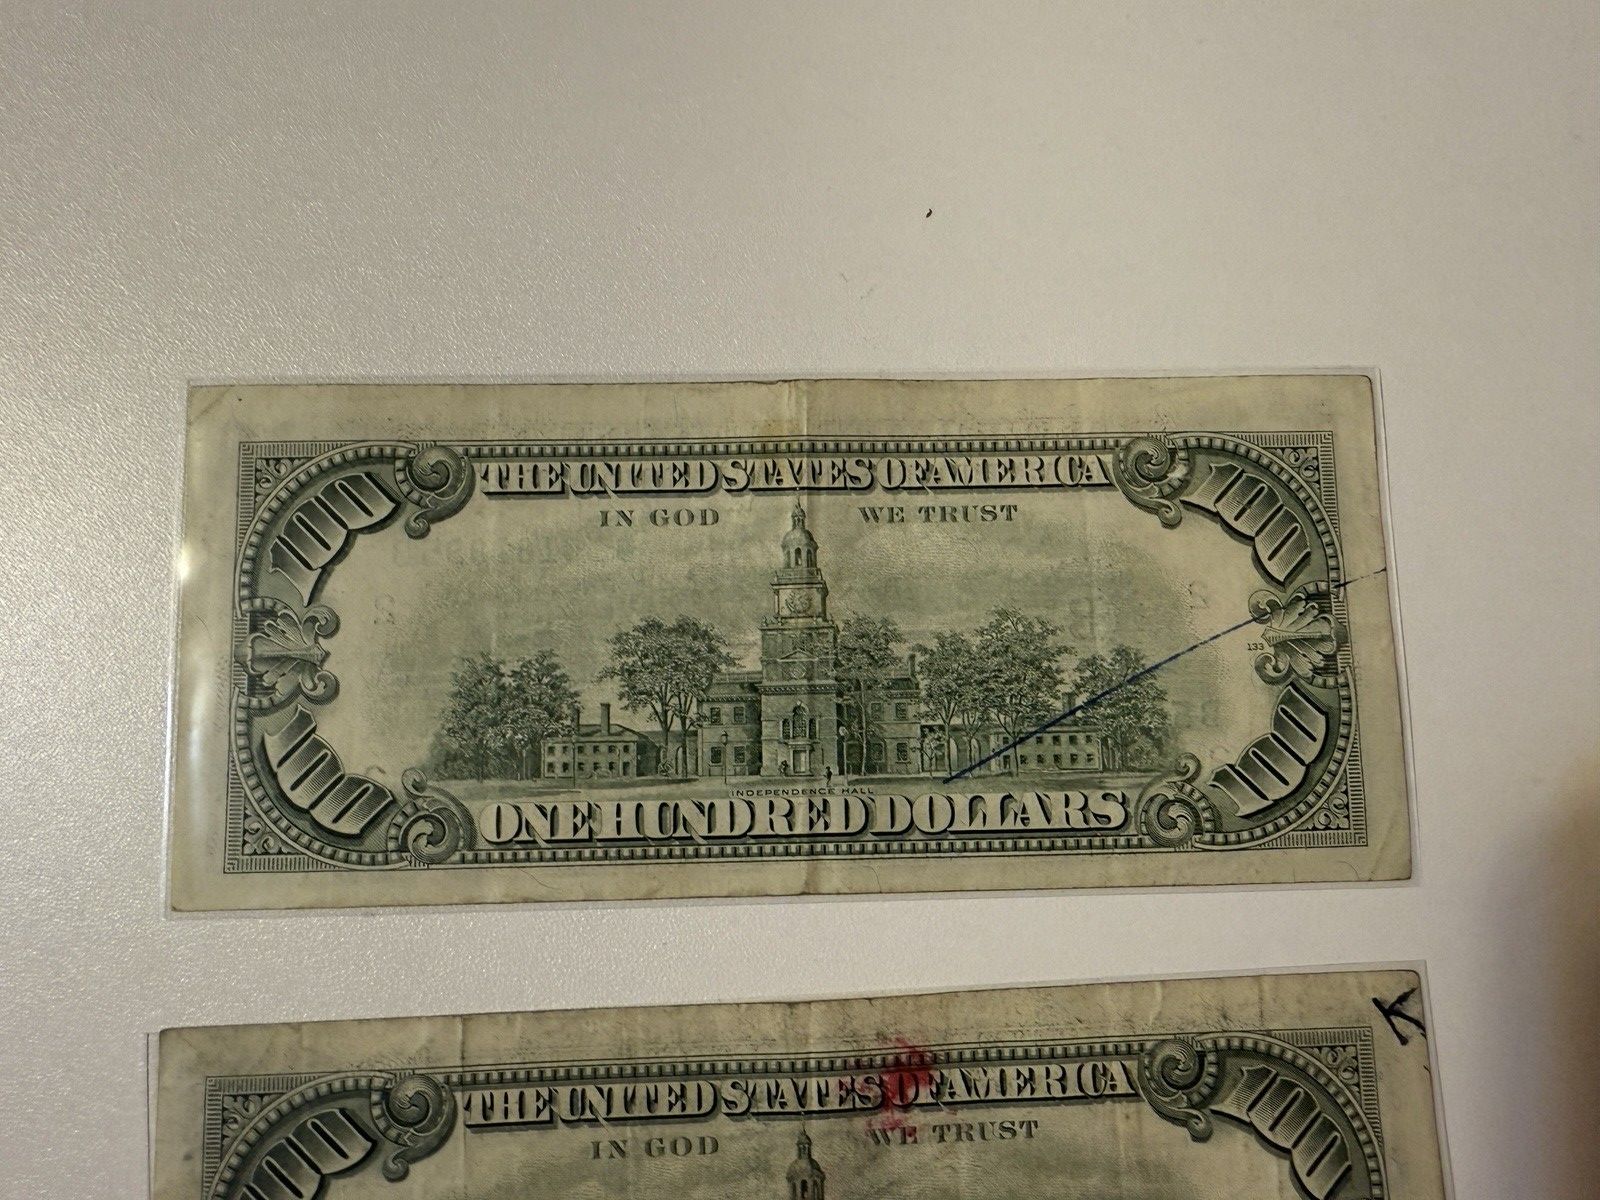 100 THE UNITED STATES OF AMERICA 100
IN GOD WE TRUST
133
INDEPENDENCE HALL
100 ONE HUNDRED DOLLARS 100
K
100 THE UNITED STATES OF AMERICA 100
IN GOD WE TRUST